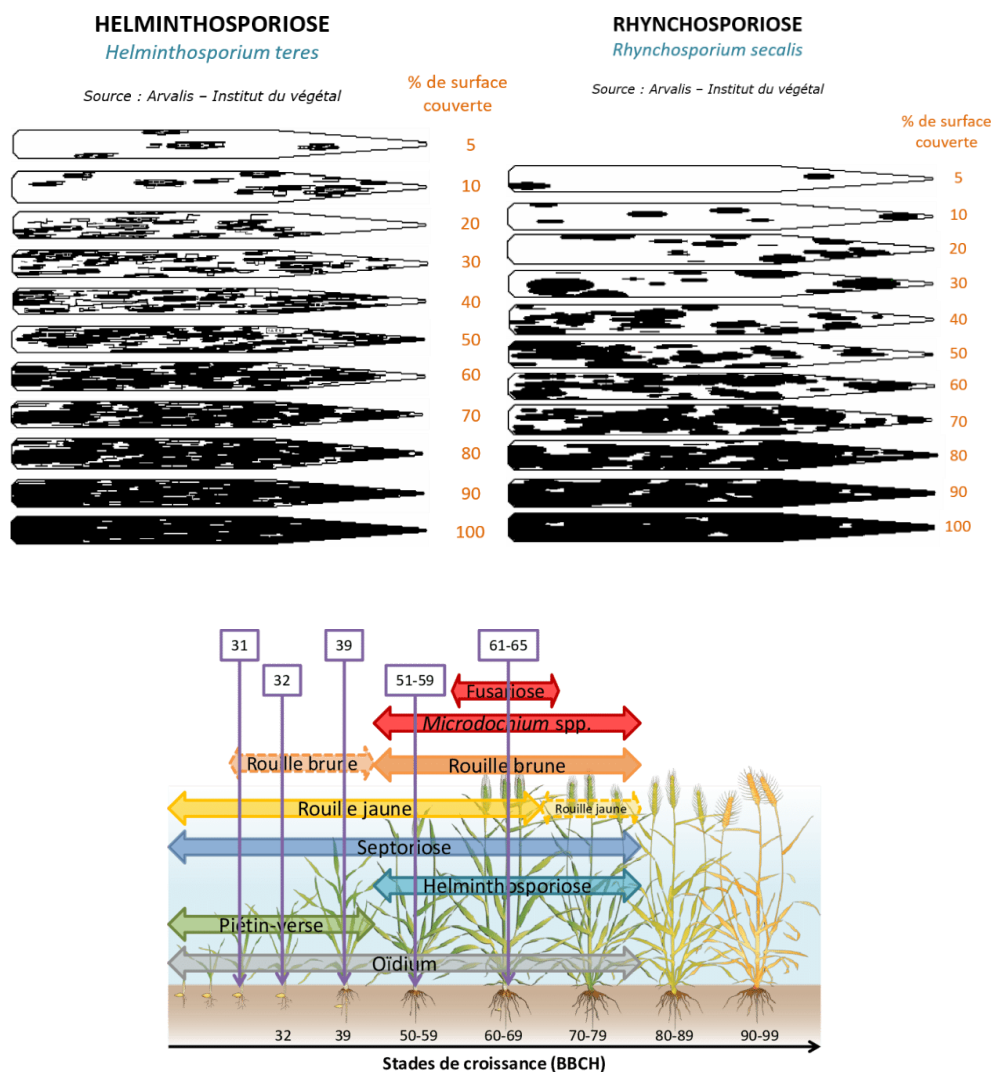 HELMINTHOSPORIOSE
Helminthosporium teres
Source : Arvalis – Institut du végétal
% de surface
couverte
5
10
20
30
40
50
60
70
80
90
100
RHYNCHOSPORIOSE
Rhynchosporium secalis
Source : Arvalis – Institut du végétal
% de surface
couverte
5
10
20
30
40
50
60
70
80
90
100
31
39
61-65
32
51-59
Fusariose
Microdochium spp.
Rouille brune
Rouille brune
Rouille jaune
Rouille jaune
Septoriose
Helminthosporiose
Piétin-verse
Oïdium
32
39
50-59
60-69
70-79
80-89
90-99
Stades de croissance (BBCH)